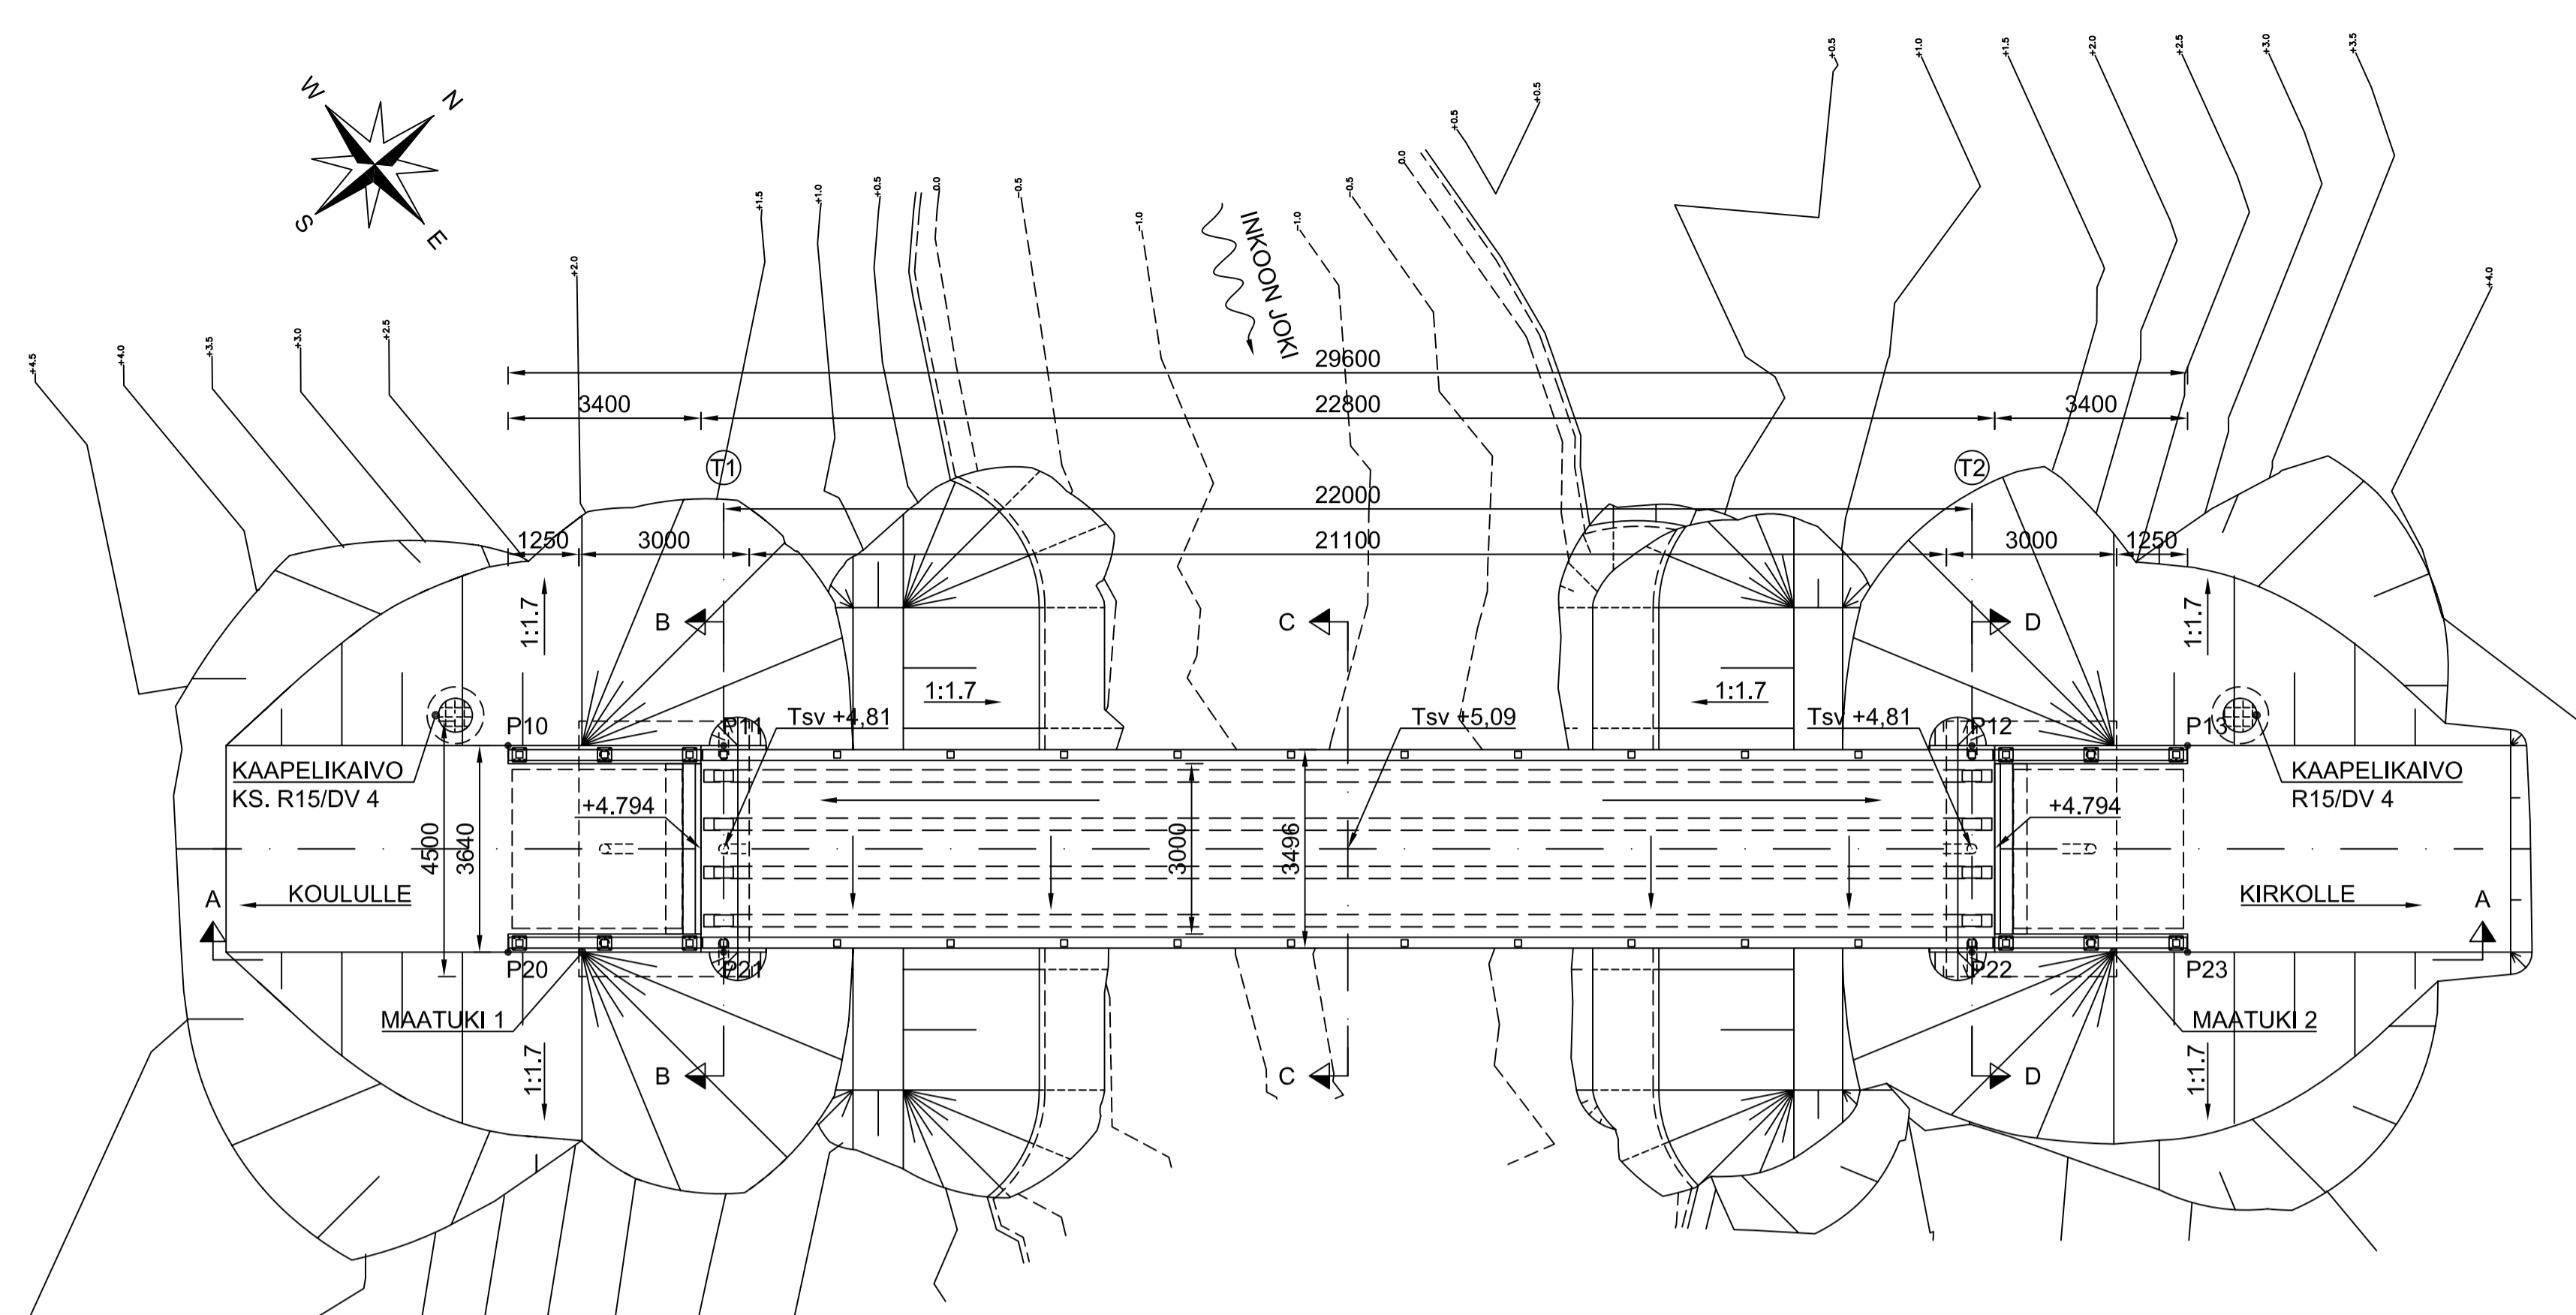 +0.5
+1.0
+1.5
+2.0
+2.5
+3.0
+3.5
W
N
S
E
+0.5
+0.5
0.0
+1.5
+1.0
+0.5
0.0
-0.5
-1.0
-1.0
-0.5
INKOON JOKI
+2.0
+4.0
+4.5
+4.0
+3.5
+3.0
+2.5
29600
3400
22800
3400
T1
T2
22000
1250
3000
21100
3000
1250
1:1.7
B
C
D
1:1.7
1:1.7
1:1.7
P10
P11
Tsv +4,81
Tsv +5,09
Tsv +4,81
P12
P13
KAAPELIKAIVO
KS. R15/DV 4
+4.794
+4.794
KAAPELIKAIVO
R15/DV 4
4500
3640
3000
3496
A
KOULULLE
KIRKOLLE
A
P20
P21
P22
P23
MAATUKI 1
MAATUKI 2
1:1.7
B
C
D
1:1.7